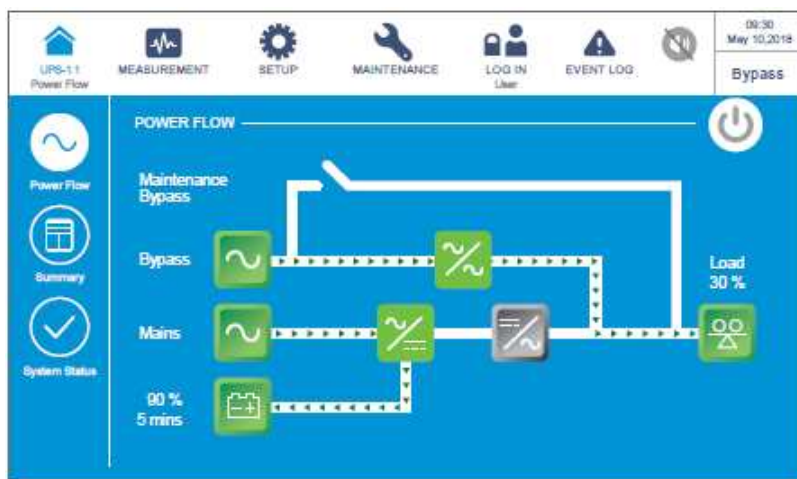 09:30
May 10,2018
UPS-1.1
Power Flow
MEASUREMENT
SETUP
MAINTENANCE
LOG IN
User
EVENT LOG
Bypass
POWER FLOW
Power Flow
Maintenance
Bypass
Bypass
Summary
Load
30 %
Mains
System Status
90 %
5 mins